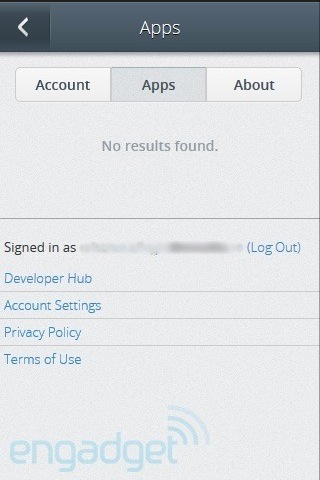 Apps
Account Apps About
No results found.
Signed in as (Log Out)
Developer Hub
Account Settings
Privacy Policy
Terms of Use
engadget